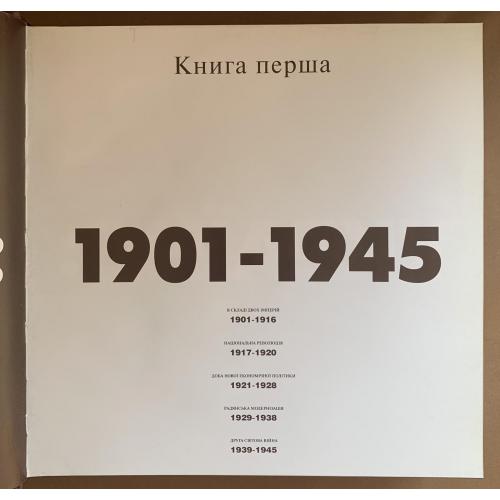 Книга перша
1901-1945
В СКЛАДІ ДВОХ ІМПЕРІЙ
1901-1916
НАЦІОНАЛЬНА РЕВОЛЮЦІЯ
1917-1920
ДОБА НОВОЇ ЕКОНОМІЧНОЇ ПОЛІТИКИ
1921-1928
РАДЯНСЬКА МОДЕРНІЗАЦІЯ
1929-1938
ДРУГА СВІТОВА ВІЙНА
1939-1945